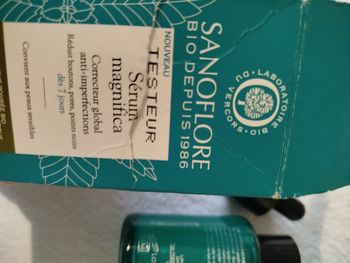 SANOFLORE
BIO DEPUIS 1986
• LABORATOIRE BIO •
DU VERCORS
NOUVEAU
TESTEUR
Sérum
magnifica
Correcteur global
anti-imperfections
Réduit boutons, pores, points noirs
dès 7 jours
Convient aux peaux sensibles